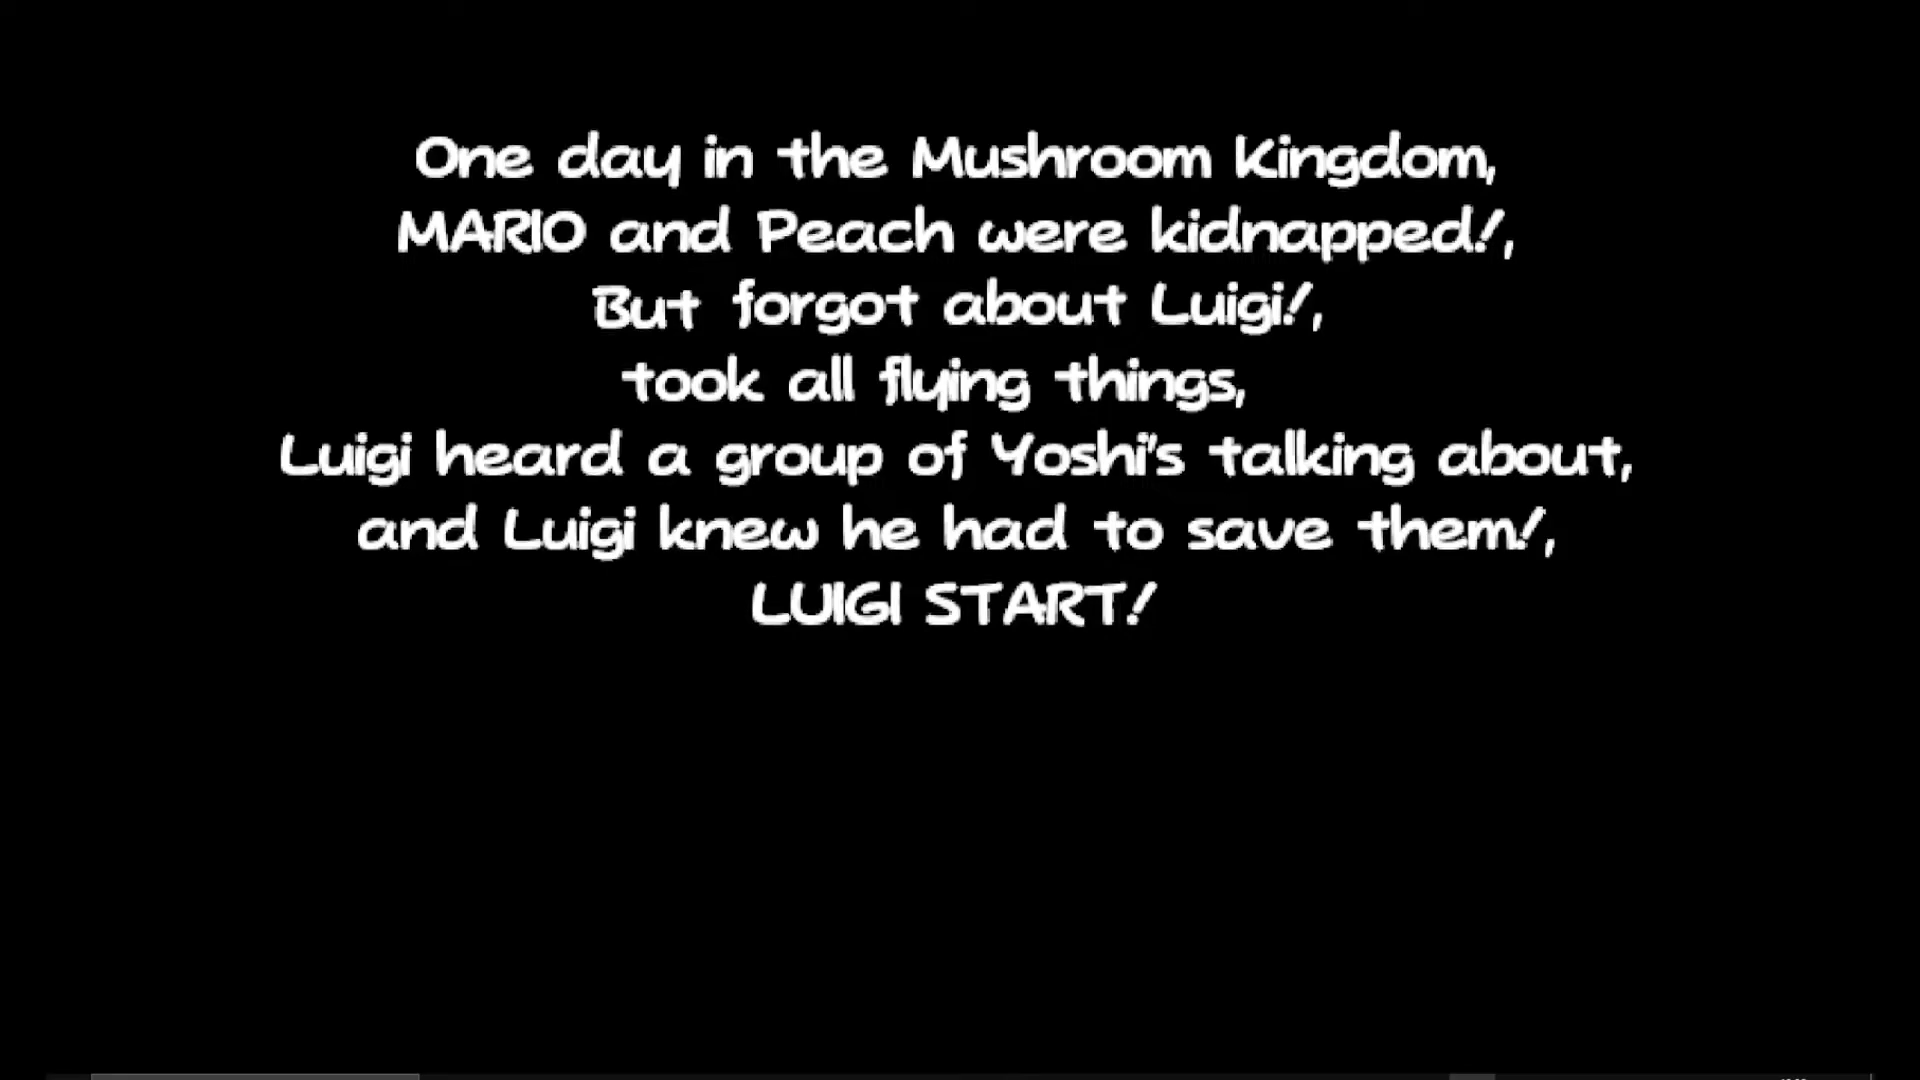 One day in the Mushroom Kingdom,
MARIO and Peach were kidnapped!,
But forgot about Luigi!,
took all flying things,
Luigi heard a group of Yoshi's talking about,
and Luigi knew he had to save them!,
LUIGI START!